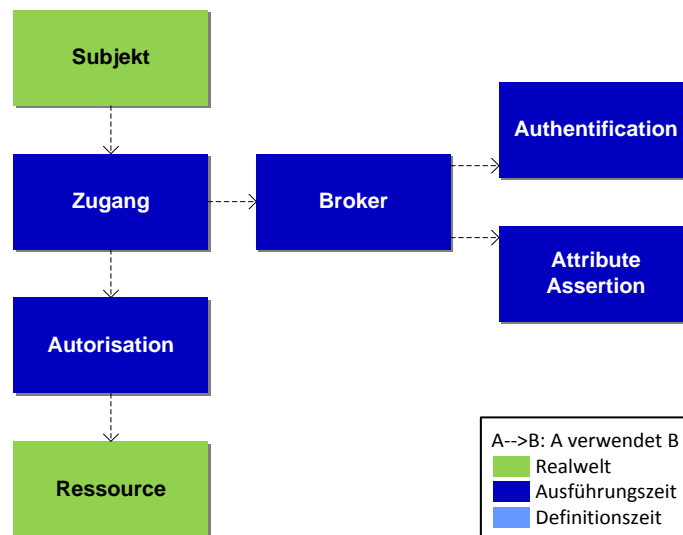 Subjekt
Authentification
Zugang
Broker
Attribute
Assertion
Autorisation
Ressource
A-->B: A verwendet B
Realwelt
Ausführungszeit
Definitionszeit